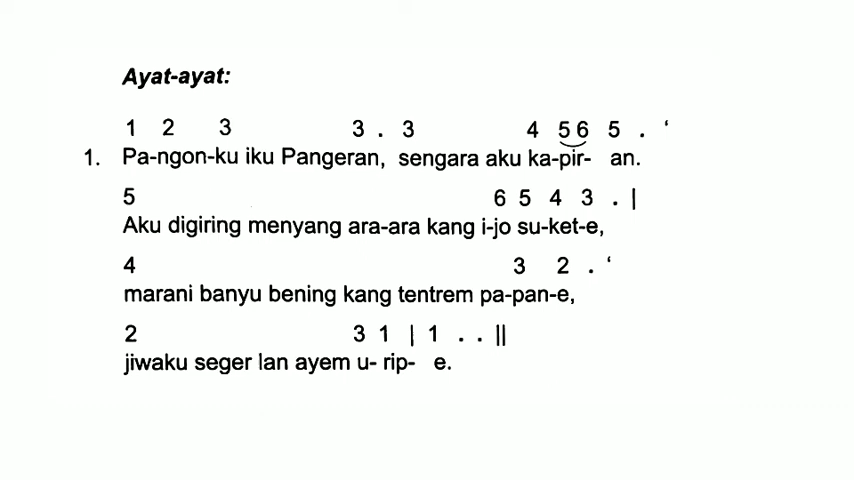 Ayat-ayat:
1 2 3 3 . 3 4 56 5 . ‘
1. Pa-ngon-ku iku Pangeran, sengara aku ka-pir- an.
5 6 5 4 3 . |
Aku digiring menyang ara-ara kang i-jo su-ket-e,
4 3 2 . ‘
marani banyu bening kang tentrem pa-pan-e,
2 3 1 | 1 . . ||
jiwaku seger lan ayem u- rip- e.